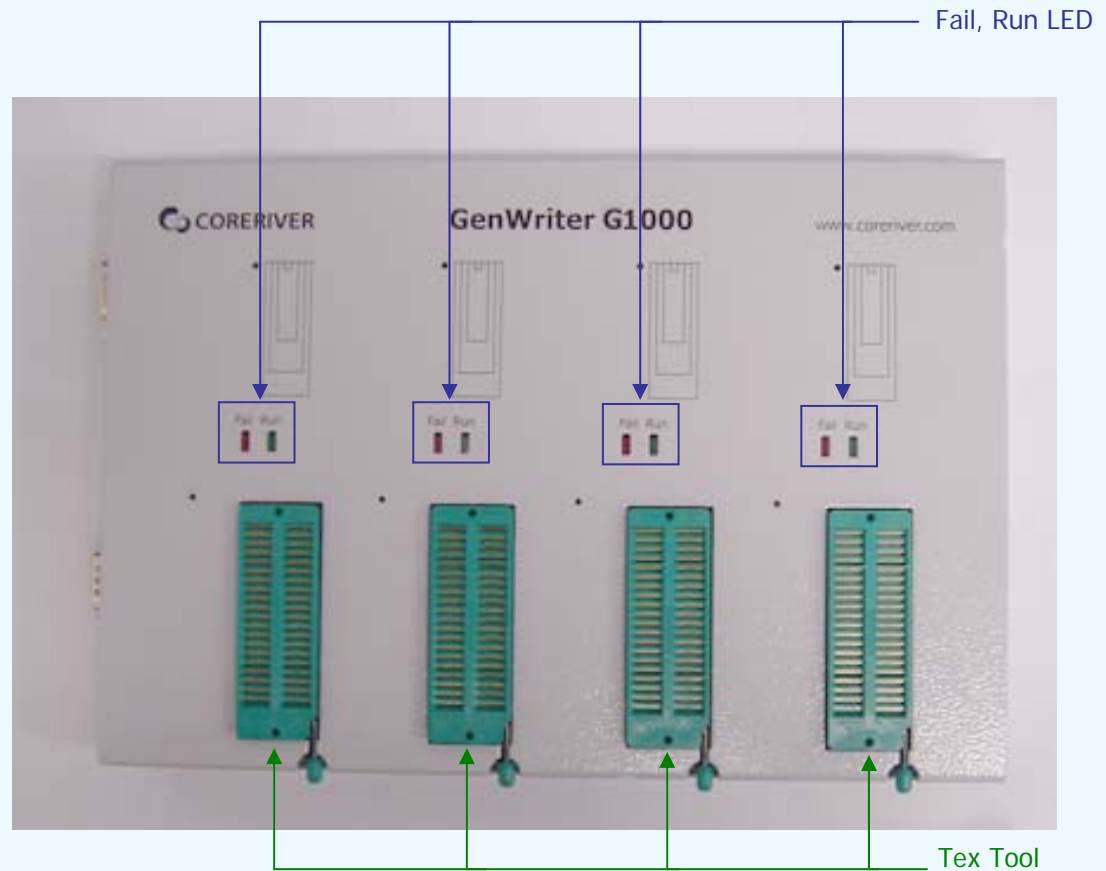 Fail, Run LED
CORERIVER
GenWriter G1000
www.coreriver.com
Fail Run
Fail Run
Fail Run
Fail Run
Tex Tool